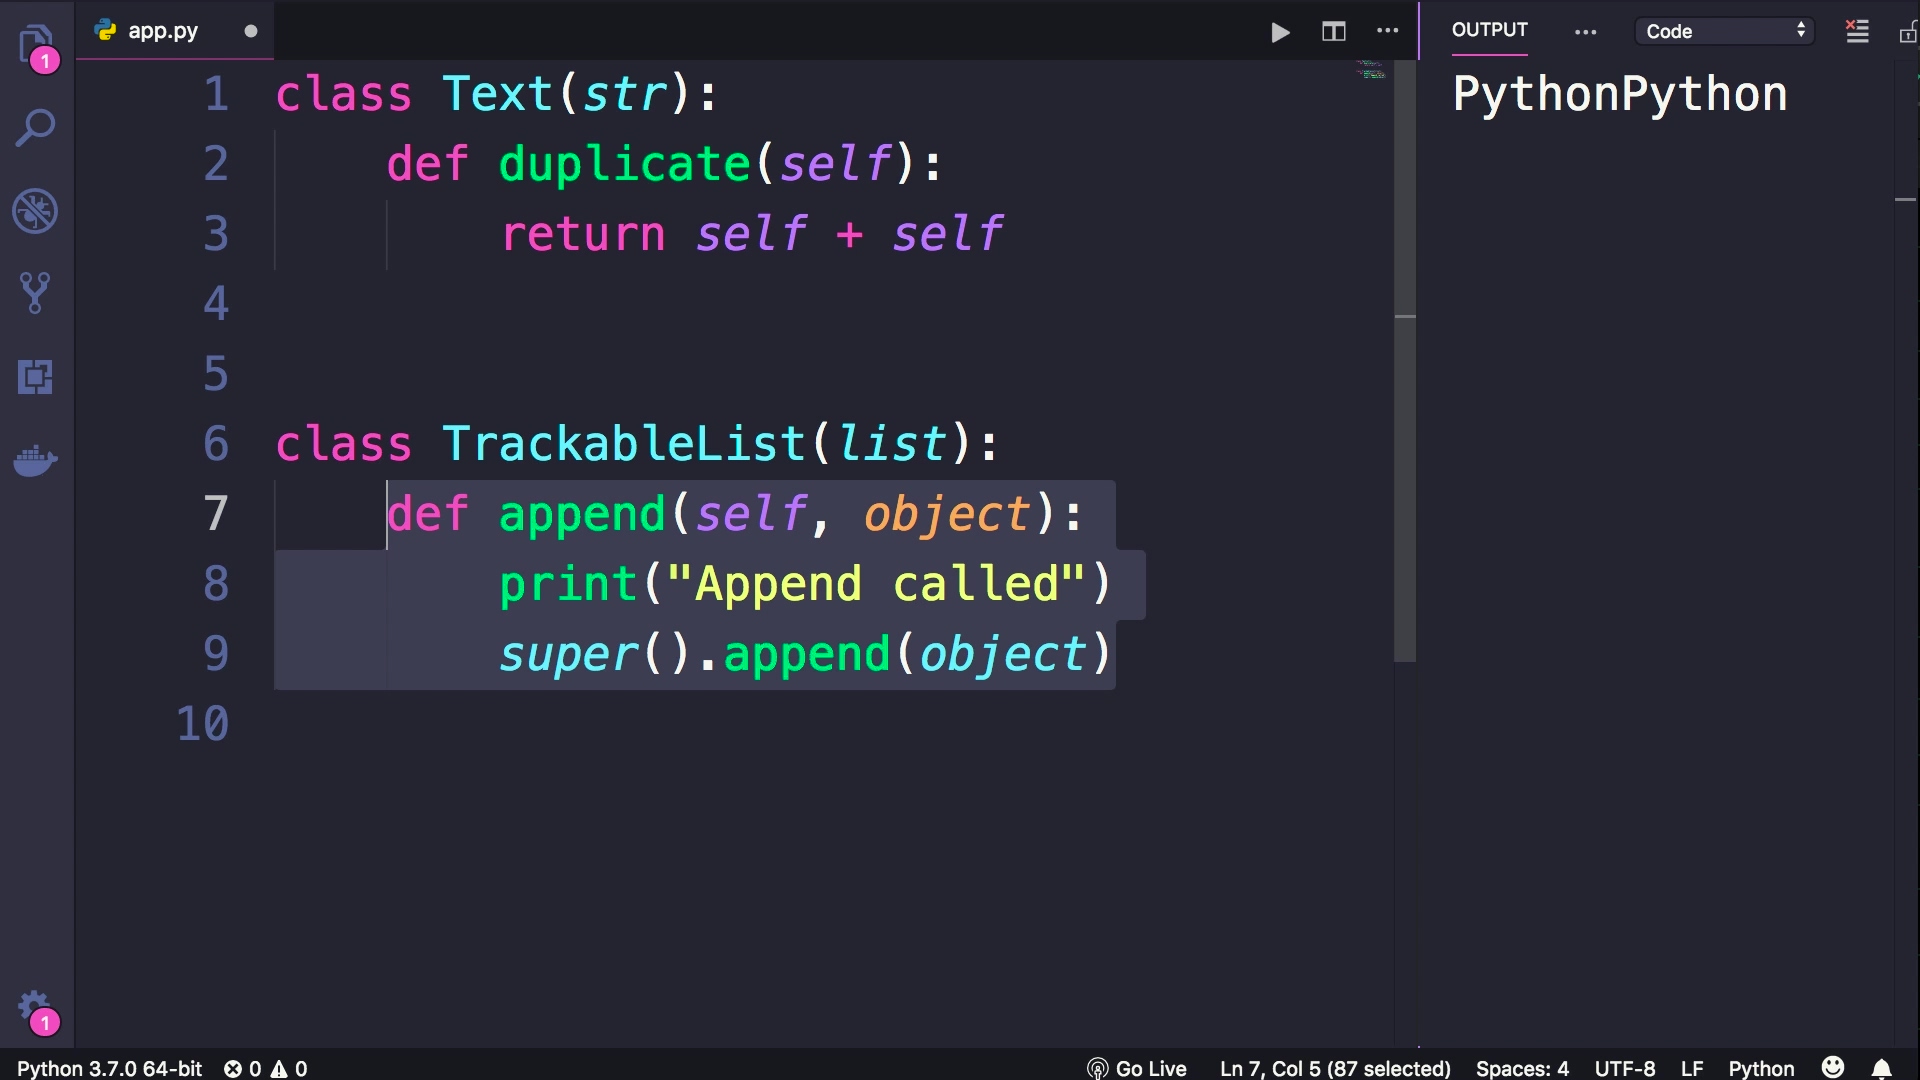 app.py
OUTPUT
Code
1
1 class Text(str):
2 def duplicate(self):
3 return self + self
4
5
6 class TrackableList(list):
7 def append(self, object):
8 print("Append called")
9 super().append(object)
10
PythonPython
1
Python 3.7.0 64-bit 0 0 Go Live Ln 7, Col 5 (87 selected) Spaces: 4 UTF-8 LF Python